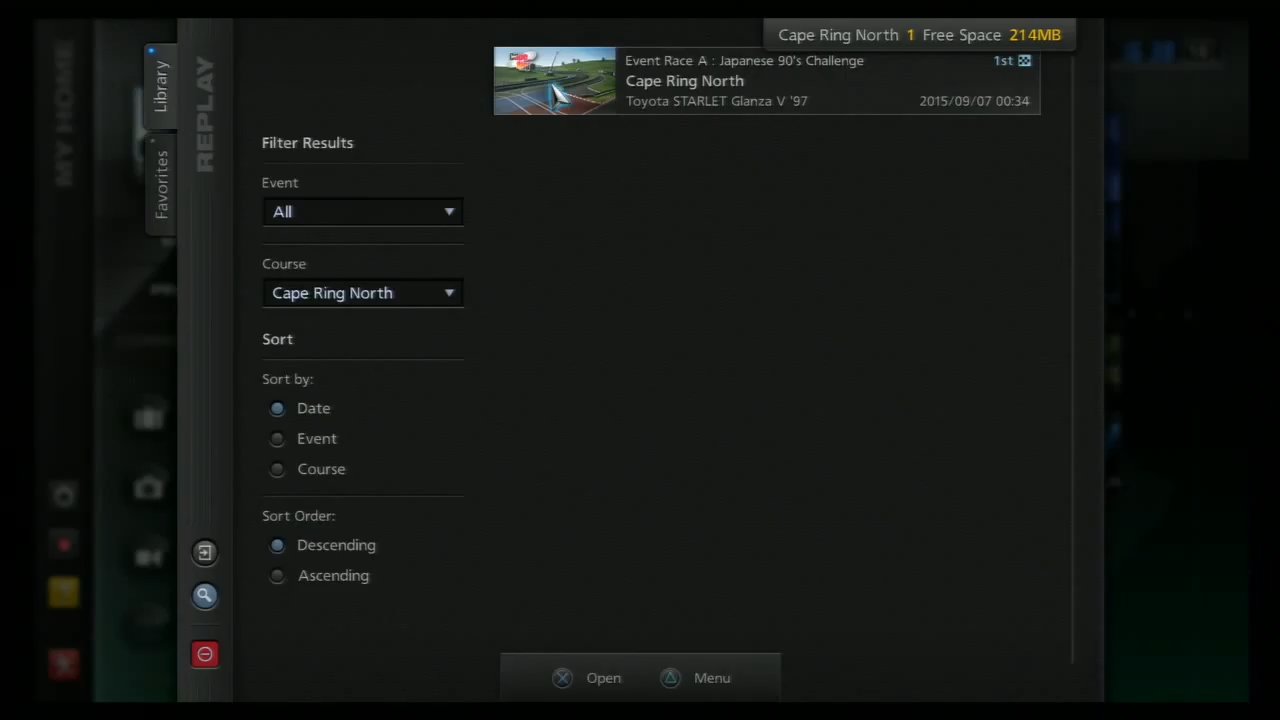 Cape Ring North 1 Free Space 214MB
MY HOME
Library
Favorites
REPLAY
Event Race A : Japanese 90's Challenge 1st
Cape Ring North
Toyota STARLET Glanza V '97 2015/09/07 00:34
Filter Results
Event
All
Course
Cape Ring North
Sort
Sort by:
Date
Event
Course
Sort Order:
Descending
Ascending
Open Menu